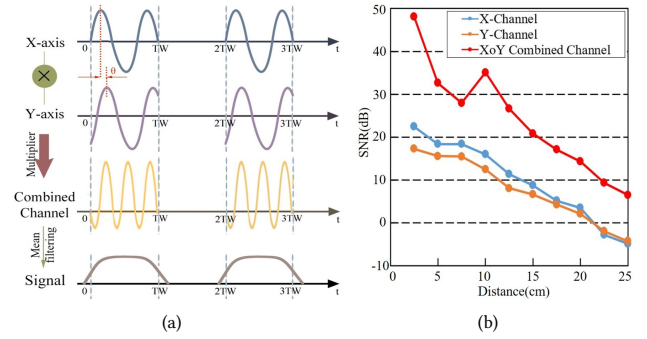 X-axis
0
TW
2TW
3TW
t
θ
Y-axis
0
TW
2TW
3TW
t
Multiplier
Combined
Channel
0
TW
2TW
3TW
t
Mean
filtering
Signal
0
TW
2TW
3TW
t
(a)
X-Channel
Y-Channel
XoY Combined Channel
SNR(dB)
50
40
30
20
10
0
-10
0
5
10
15
20
25
Distance(cm)
(b)